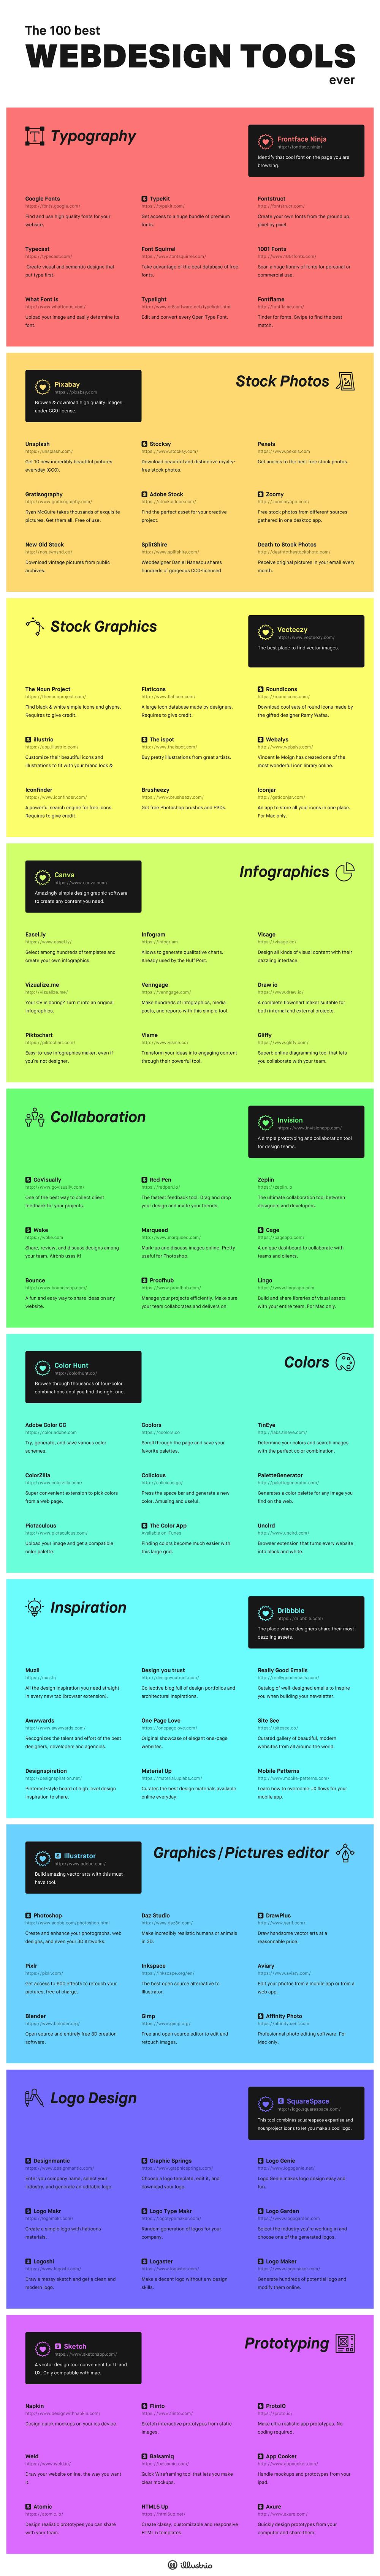 The 100 best
WEBDESIGN TOOLS
ever
Typography
Frontface Ninja
http://fontface.ninja/
Identify that cool font on the page you are
browsing.
Google Fonts
https://fonts.google.com/
Find and use high quality fonts for your
website.
$ TypeKit
https://typekit.com/
Get access to a huge bundle of premium
fonts.
Fontstruct
http://fontstruct.com/
Create your own fonts from the ground up,
pixel by pixel.
Typecast
https://typecast.com/
Create visual and semantic designs that
put type first.
Font Squirrel
https://www.fontsquirrel.com/
Take advantage of the best database of free
fonts.
1001 Fonts
http://www.1001fonts.com/
Scan a huge library of fonts for personal or
commercial use.
What Font is
http://www.whatfontis.com/
Upload your image and easily determine its
font.
Typelight
Edit and convert every Open Type Font.
Fontflame
http://fontflame.com/
Tinder for fonts. Swipe to find the best
match.
Pixabay
https://pixabay.com
Browse & download high quality images
under CC0 license.
Stock Photos
Unsplash
https://unsplash.com/
Get 10 new incredibly beautiful pictures
everyday (CC0).
$ Stocksy
https://www.stocksy.com/
Download beautiful and distinctive royalty-
free stock photos.
Pexels
https://www.pexels.com
Get access to the best free stock photos.
Gratisography
http://www.gratisography.com/
Ryan McGuire takes thousands of exquisite
pictures. Get them all. Free of use.
$ Adobe Stock
https://stock.adobe.com/
Find the perfect asset for your creative
project.
$ Zoomy
http://zoommyapp.com/
Free stock photos from different sources
gathered in one desktop app.
New Old Stock
http://nos.twnsnd.co/
Download vintage pictures from public
archives.
SplitShire
http://www.splitshire.com/
Webdesigner Daniel Nanescu shares
hundreds of gorgeous CC0-licensed
Death to Stock Photos
http://deathtothestockphoto.com/
Receive original pictures in your email every
month.
Stock Graphics
Vecteezy
http://www.vecteezy.com/
The best place to find vector images.
The Noun Project
https://thenounproject.com/
Find black & white simple icons and glyphs.
Requires to give credit.
Flaticons
http://www.flaticon.com/
A large icon database made by designers.
Requires to give credit.
$ RoundIcons
https://roundicons.com/
Download cool sets of round icons made by
the gifted designer Ramy Wafaa.
$ illustrio
https://app.illustrio.com/
Customize their beautiful icons and
illustrations to fit with your brand look &
$ The ispot
http://www.theispot.com/
Buy pretty illustrations from great artists.
$ Webalys
http://www.webalys.com/
Vincent le Moign has created one of the
most wonderful icon library online.
Iconfinder
https://www.iconfinder.com/
A powerful search engine for free icons.
Requires to give credit.
Brusheezy
https://www.brusheezy.com/
Get free Photoshop brushes and PSDs.
Iconjar
http://geticonjar.com/
An app to store all your icons in one place.
For Mac only.
Canva
https://www.canva.com/
Amazingly simple design graphic software
to create any content you need.
Infographics
Easel.ly
https://www.easel.ly/
Select among hundreds of templates and
create your own infographics.
Infogram
https://infogr.am
Allows to generate qualitative charts.
Already used by the Huff Post.
Visage
https://visage.co/
Design all kinds of visual content with their
dazzling interface.
Vizualize.me
http://vizualize.me/
Your CV is boring? Turn it into an original
infographics.
Venngage
https://venngage.com/
Make hundreds of infographics, media
posts, and reports with this simple tool.
Draw io
https://www.draw.io/
A complete flowchart maker suitable for
both internal and external projects.
Piktochart
https://piktochart.com/
Easy-to-use infographics maker, even if
you're not designer.
Visme
http://www.visme.co/
Transform your ideas into engaging content
through their powerful tool.
Gliffy
https://www.gliffy.com/
Superb online diagramming tool that lets
you collaborate with your team.
Collaboration
Invision
https://www.invisionapp.com/
A simple prototyping and collaboration tool
for design teams.
$ GoVisually
http://www.govisually.com/
One of the best way to collect client
feedback for your projects.
$ Red Pen
https://redpen.io/
The fastest feedback tool. Drag and drop
your design and invite your friends.
Zeplin
https://zeplin.io
The ultimate collaboration tool between
designers and developers.
$ Wake
https://wake.com
Share, review, and discuss designs among
your team. Airbnb uses it!
Marqueed
http://www.marqueed.com/
Mark-up and discuss images online. Pretty
useful for Photoshop.
$ Cage
https://cageapp.com/
A unique dashboard to collaborate with
teams and clients.
Bounce
http://www.bounceapp.com/
A fun and easy way to share ideas on any
website.
$ Proofhub
https://www.proofhub.com/
Manage your projects efficiently. Make sure
your team collaborates and delivers on
Lingo
https://www.lingoapp.com
Build and share libraries of visual assets
with your entire team. For Mac only.
Color Hunt
http://colorhunt.co/
Browse through thousands of four-color
combinations until you find the right one.
Colors
Adobe Color CC
https://color.adobe.com
Try, generate, and save various color
schemes.
Coolors
https://coolors.co
Scroll through the page and save your
favorite palettes.
TinEye
http://labs.tineye.com/
Determine your colors and search images
with the perfect color combination.
ColorZilla
http://www.colorzilla.com/
Super convenient extension to pick colors
from a web page.
Colicious
http://colicious.ga/
Press the space bar and generate a new
color. Amusing and useful.
PaletteGenerator
http://palettegenerator.com/
Generates a color palette for any image you
find on the web.
Pictaculous
http://www.pictaculous.com/
Upload your image and get a compatible
color palette.
$ The Color App
Available on iTunes
Finding colors become much easier with
this large grid.
Unclrd
http://www.unclrd.com/
Browser extension that turns every website
into black and white.
Inspiration
Dribbble
https://dribbble.com/
The place where designers share their most
dazzling assets.
Muzli
https://muz.li/
All the design inspiration you need straight
in every new tab (browser extension).
Design you trust
http://designyoutrust.com/
Collective blog full of design portfolios and
architectural inspirations.
Really Good Emails
http://reallygoodemails.com/
Catalog of well-designed emails to inspire
you when building your newsletter.
Awwwards
http://www.awwwards.com/
Recognizes the talent and effort of the best
designers, developers and agencies.
One Page Love
https://onepagelove.com/
Original showcase of elegant one-page
websites.
Site See
https://sitesee.co/
Curated gallery of beautiful, modern
websites from all around the world.
Designspiration
http://designspiration.net/
Pinterest-style board of high level design
inspiration to share.
Material Up
https://material.uplabs.com/
Curates the best design materials available
online everyday.
Mobile Patterns
http://www.mobile-patterns.com/
Learn how to overcome UX flows for your
mobile app.
$ Illustrator
http://www.adobe.com/
Build amazing vector arts with this must-
have tool.
Graphics/Pictures editor
$ Photoshop
http://www.adobe.com/photoshop.html
Create and enhance your photographs, web
designs, and even your 3D Artworks.
Daz Studio
http://www.daz3d.com/
Make incredibly realistic humans or animals
in 3D.
$ DrawPlus
http://www.serif.com/
Draw handsome vector arts at a
reasonnable price.
Pixlr
https://pixlr.com/
Get access to 600 effects to retouch your
pictures, free of charge.
Inkspace
https://inkscape.org/en/
The best open source alternative to
Illustrator.
Aviary
https://www.aviary.com/
Edit your photos from a mobile app or from a
web app.
Blender
https://www.blender.org/
Open source and entirely free 3D creation
software.
Gimp
https://www.gimp.org/
Free and open source editor to edit and
retouch images.
$ Affinity Photo
https://affinity.serif.com
Professionnal photo editing software. For
Mac only.
Logo Design
$ SquareSpace
http://logo.squarespace.com/
This tool combines squarespace expertise and
nounproject icons to let you make a cool logo.
$ Designmantic
https://www.designmantic.com/
Enter you company name, select your
industry, and generate an editable logo.
$ Graphic Springs
https://www.graphicsprings.com/
Choose a logo template, edit it, and
download your logo.
$ Logo Genie
http://www.logogenie.net/
Logo Genie makes logo design easy and
fun.
$ Logo Makr
https://logomakr.com/
Create a simple logo with flaticons
materials.
$ Logo Type Makr
http://logotypemaker.com/
Random generation of logos for your
company.
$ Logo Garden
https://www.logogarden.com
Select the industry you're working in and
choose one of the generated logos.
$ Logoshi
http://www.logoshi.com/
Draw a messy sketch and get a clean and
modern logo.
$ Logaster
https://www.logaster.com/
Make a decent logo without any design
skills.
$ Logo Maker
https://www.logomaker.com/
Generate hundreds of potential logo and
modify them online.
$ Sketch
https://www.sketchapp.com/
A vector design tool convenient for UI and
UX. Only compatible with mac.
Prototyping
Napkin
http://www.designwithnapkin.com/
Design quick mockups on your ios device.
$ Flinto
https://www.flinto.com/
Sketch interactive prototypes from static
images.
$ ProtoIO
https://proto.io/
Make ultra realistic app prototypes. No
coding required.
Weld
https://www.weld.io/
Draw your website online, the way you want
it.
$ Balsamiq
https://balsamiq.com/
Quick Wireframing tool that lets you make
clear mockups.
$ App Cooker
http://www.appcooker.com/
Handle mockups and prototypes from your
ipad.
$ Atomic
https://atomic.io/
Design realistic prototypes you can share
with your team.
HTML5 Up
https://html5up.net/
Create classy, customizable and responsive
HTML 5 templates.
$ Axure
http://www.axure.com/
Quickly design prototypes from your
computer and share them.
illustrio